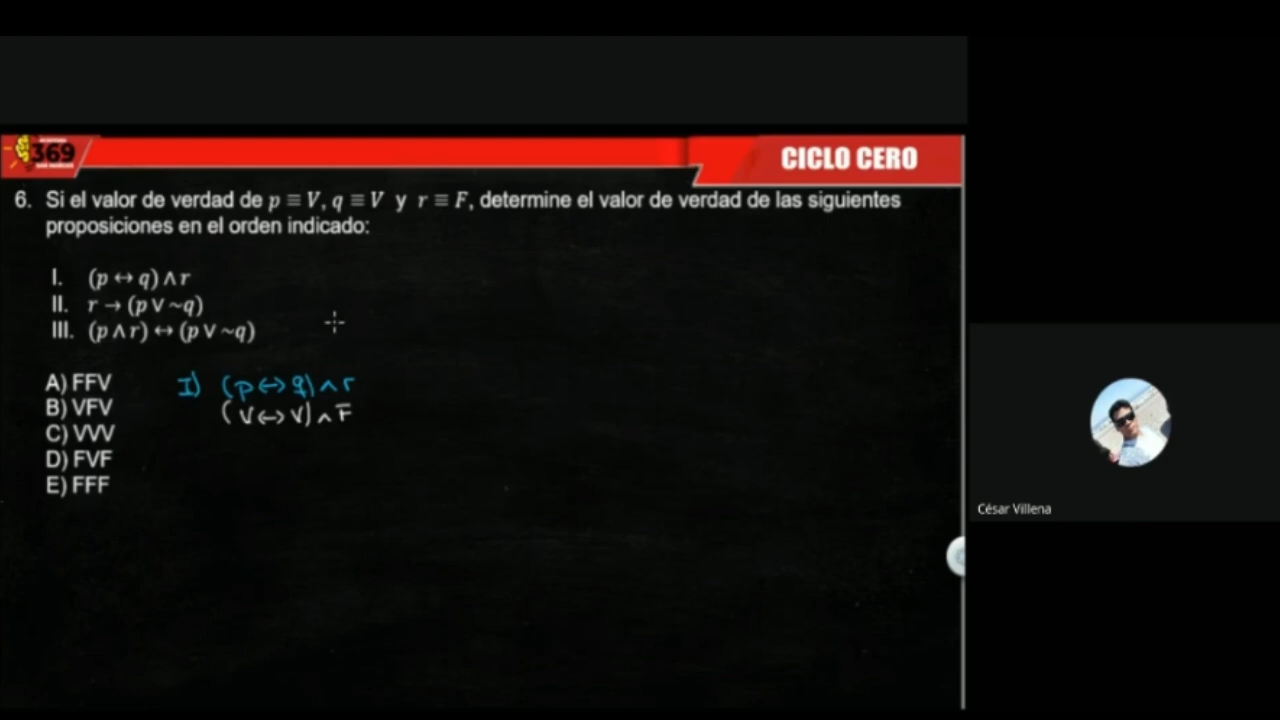 369
CICLO CERO
6. Si el valor de verdad de p ≡ V, q ≡ V y r ≡ F, determine el valor de verdad de las siguientes
proposiciones en el orden indicado:
I. (p ↔ q) ∧ r
II. r → (p ∨ ~q)
III. (p ∧ r) ↔ (p ∨ ~q)
A) FFV
B) VFV
C) VVV
D) FVF
E) FFF
I) (p ↔ q) ∧ r
(V ↔ V) ∧ F
César Villena